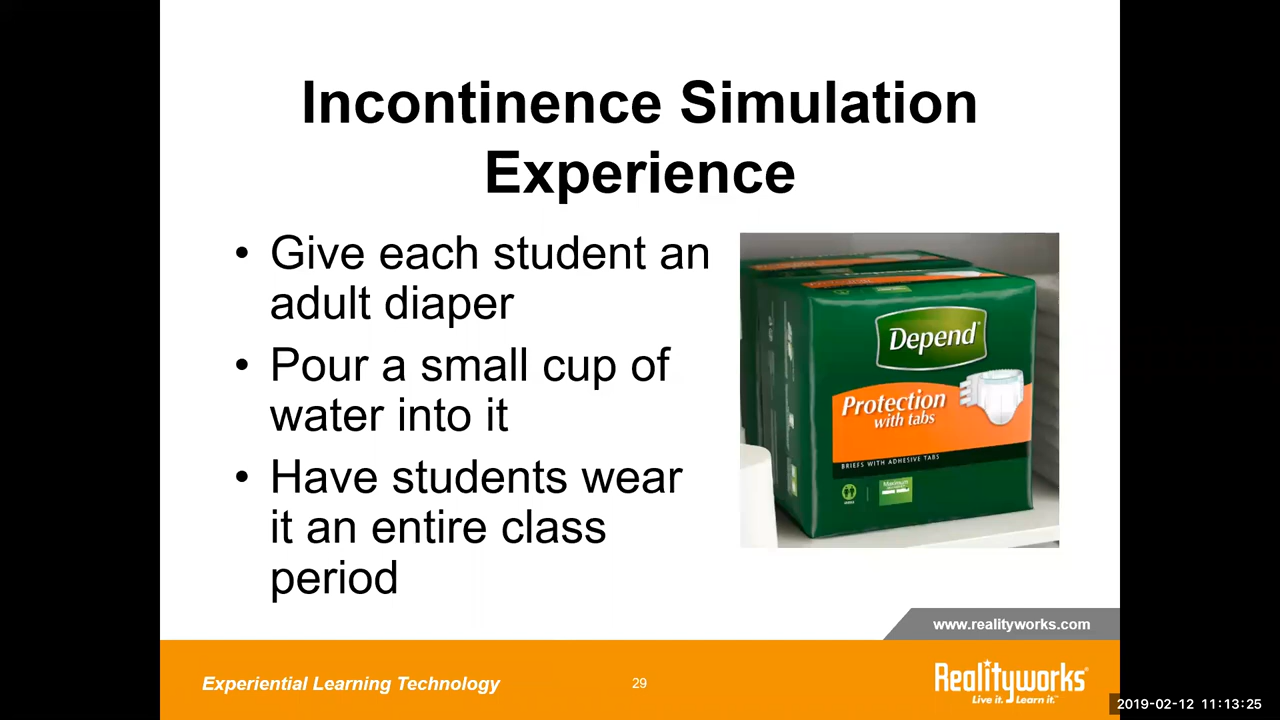 Incontinence Simulation
Experience
• Give each student an
adult diaper
• Pour a small cup of
water into it
• Have students wear
it an entire class
period
Depend®
Protection
with tabs
BRIEFS WITH ADHESIVE TABS
Maximum
www.realityworks.com
Experiential Learning Technology
29
Realityworks®
Live it. Learn it.™
2019-02-12 11:13:25